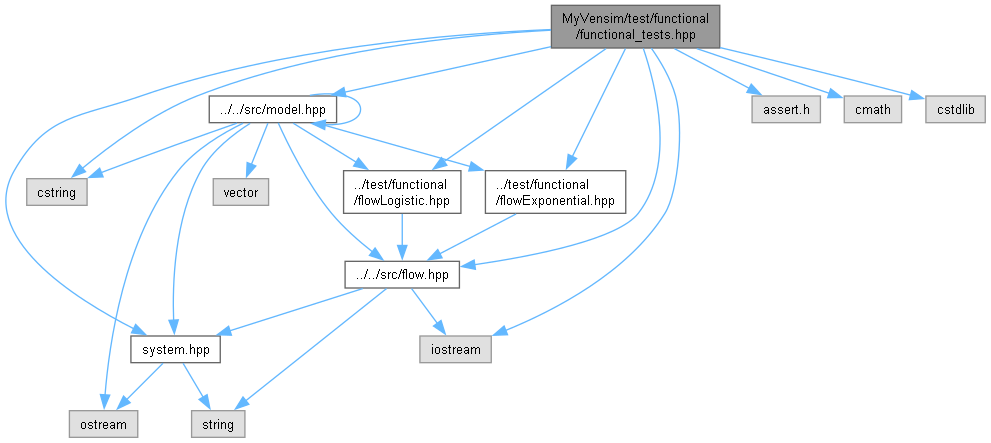 MyVensim/test/functional
/functional_tests.hpp
../../src/model.hpp
assert.h
cmath
cstdlib
cstring
vector
../test/functional
/flowLogistic.hpp
../test/functional
/flowExponential.hpp
../../src/flow.hpp
system.hpp
iostream
ostream
string